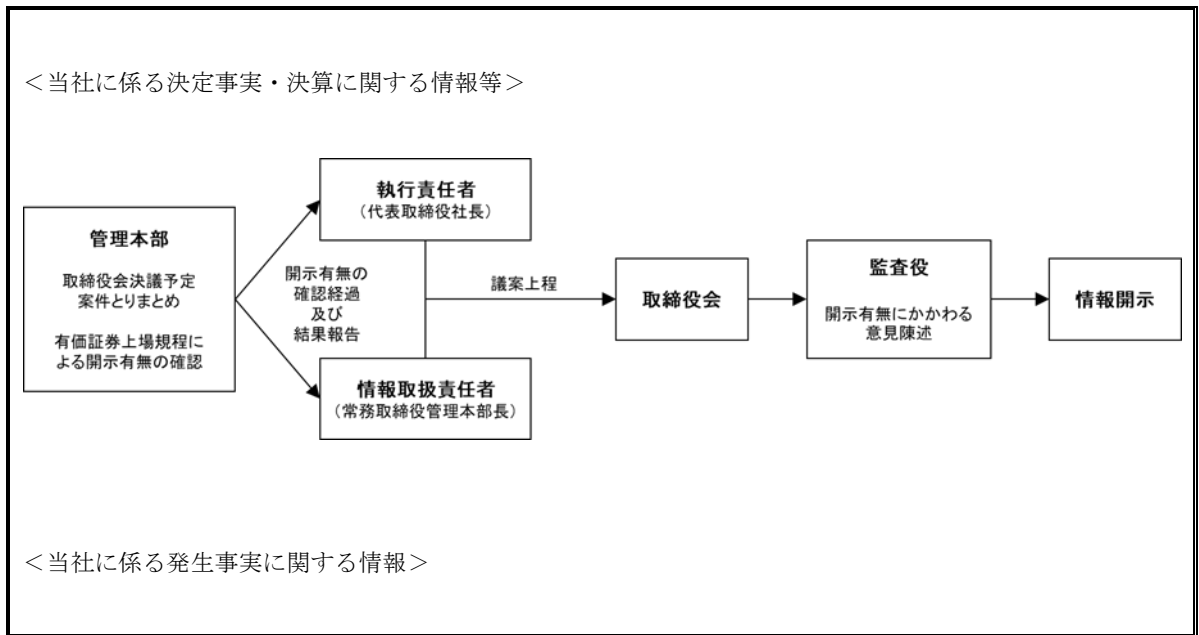 ＜当社に係る決定事実・決算に関する情報等＞
管理本部
取締役会決議予定
案件とりまとめ
有価証券上場規程に
よる開示有無の確認
執行責任者
（代表取締役社長）
開示有無の
確認経過
及び
結果報告
情報取扱責任者
（常務取締役管理本部長）
議案上程
取締役会
監査役
開示有無にかかわる
意見陳述
情報開示
＜当社に係る発生事実に関する情報＞